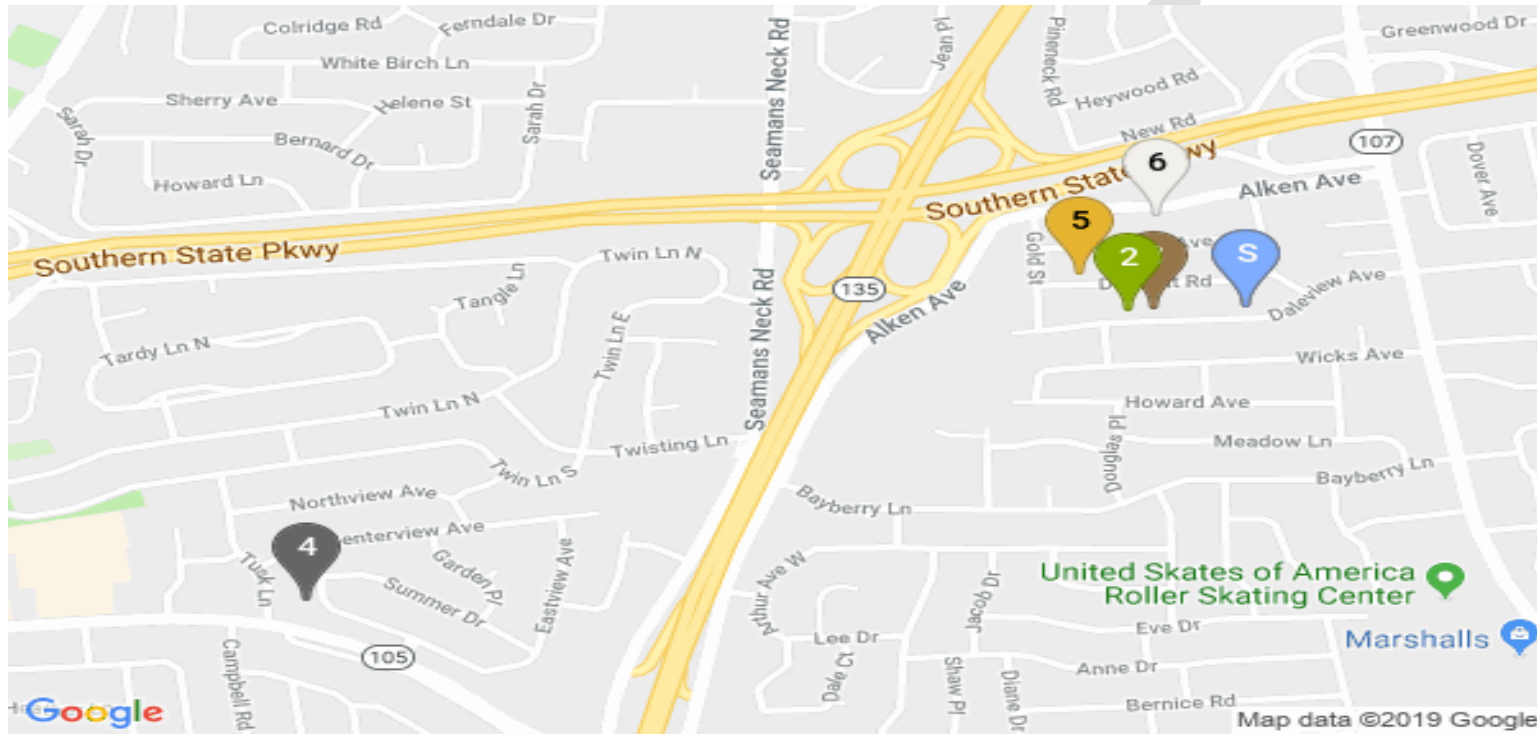 Colridge Rd
Ferndale Dr
White Birch Ln
Sherry Ave
Helene St
Sarah Dr
Sarah Dr
Bernard Dr
Howard Ln
Seamans Neck Rd
Jean Pl
Pineneck Rd
Greenwood Dr
Heywood Rd
New Rd
107
Dover Ave
6
Southern State
wy
Alken Ave
5
Gold St
2
Ave
S
Rd
Daleview Ave
Southern State Pkwy
Twin Ln N
Tangle Ln
135
Alken Ave
Tardy Ln N
Twin Ln E
Seamans Neck Rd
Wicks Ave
Twin Ln N
Howard Ave
Twisting Ln
Douglas Pl
Meadow Ln
Twin Ln S
Bayberry Ln
Northview Ave
Bayberry Ln
4
enterview Ave
Tusk Ln
Garden Pl
Summer Dr
Eastview Ave
Arthur Ave W
Jacob Dr
United Skates of America
Roller Skating Center
Lee Dr
Eve Dr
Marshalls
105
Campbell Rd
Dale Ct
Shaw Pl
Diane Dr
Anne Dr
Bernice Rd
Google
Map data ©2019 Google